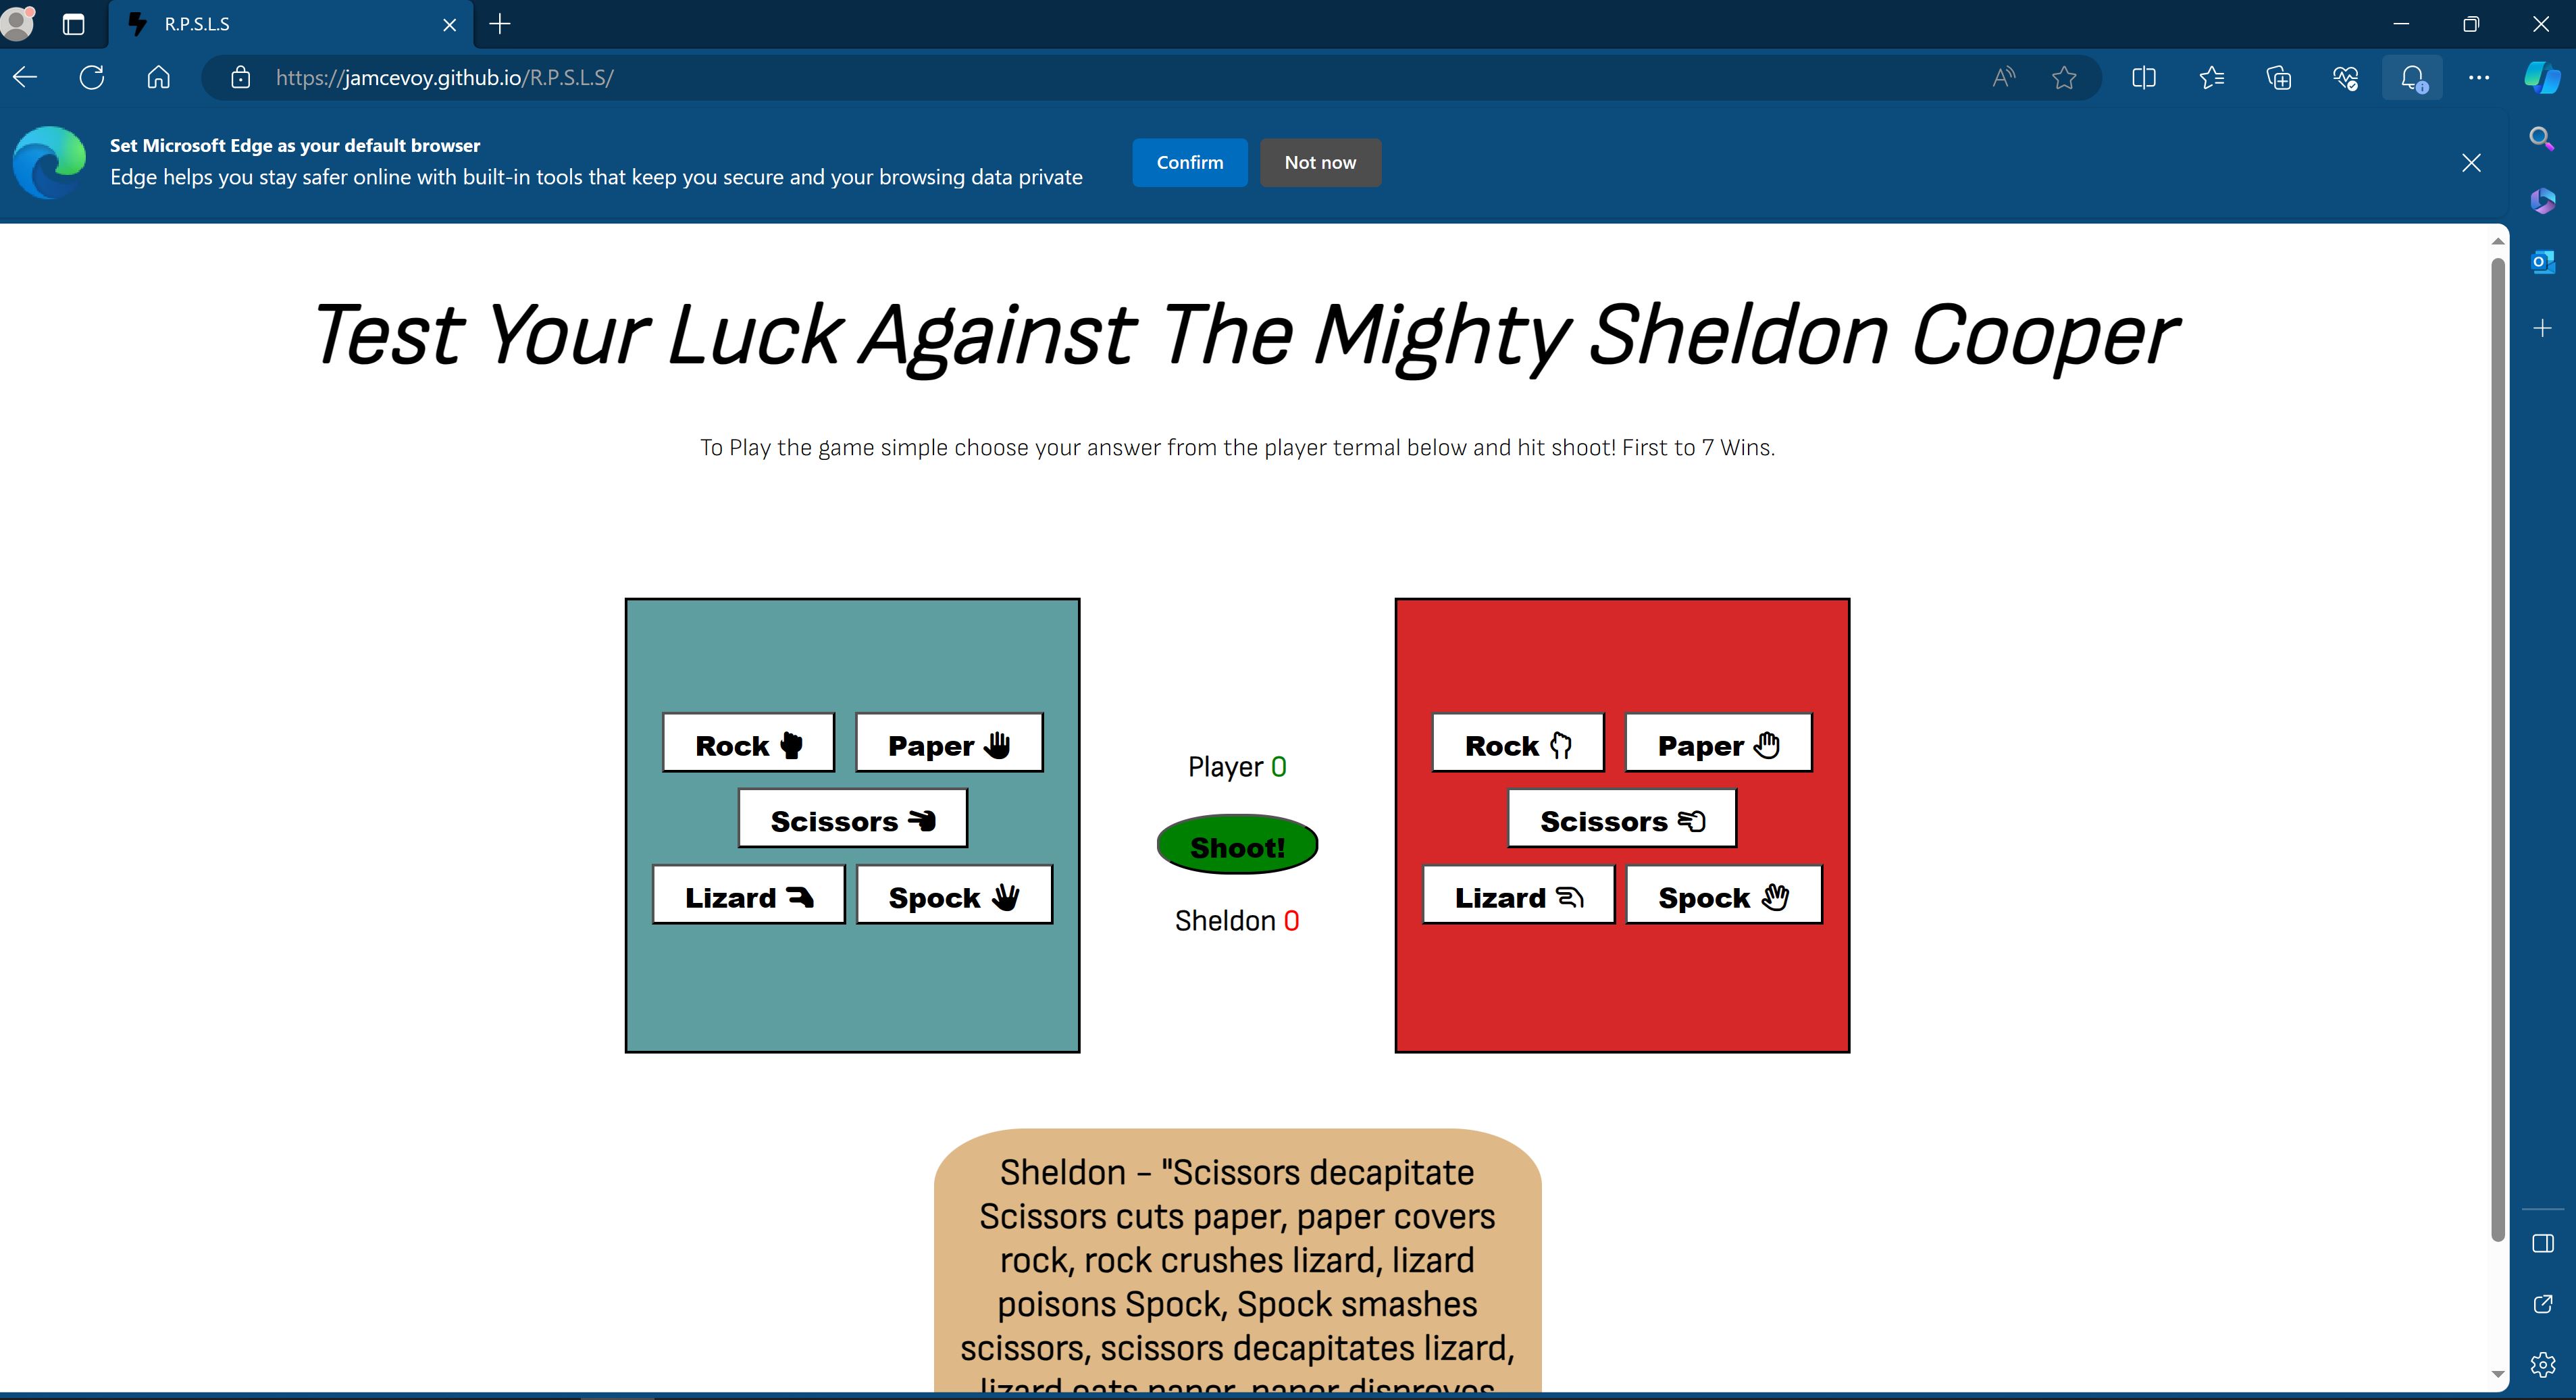 R.P.S.L.S
https://jamcevoy.github.io/R.P.S.L.S/
Set Microsoft Edge as your default browser
Edge helps you stay safer online with built-in tools that keep you secure and your browsing data private
Confirm
Not now
Test Your Luck Against The Mighty Sheldon Cooper
To Play the game simple choose your answer from the player termal below and hit shoot! First to 7 Wins.
Rock
Paper
Scissors
Lizard
Spock
Player 0
Shoot!
Sheldon 0
Rock
Paper
Scissors
Lizard
Spock
Sheldon - "Scissors decapitate
Scissors cuts paper, paper covers
rock, rock crushes lizard, lizard
poisons Spock, Spock smashes
scissors, scissors decapitates lizard,
lizard eats paper, paper disproves